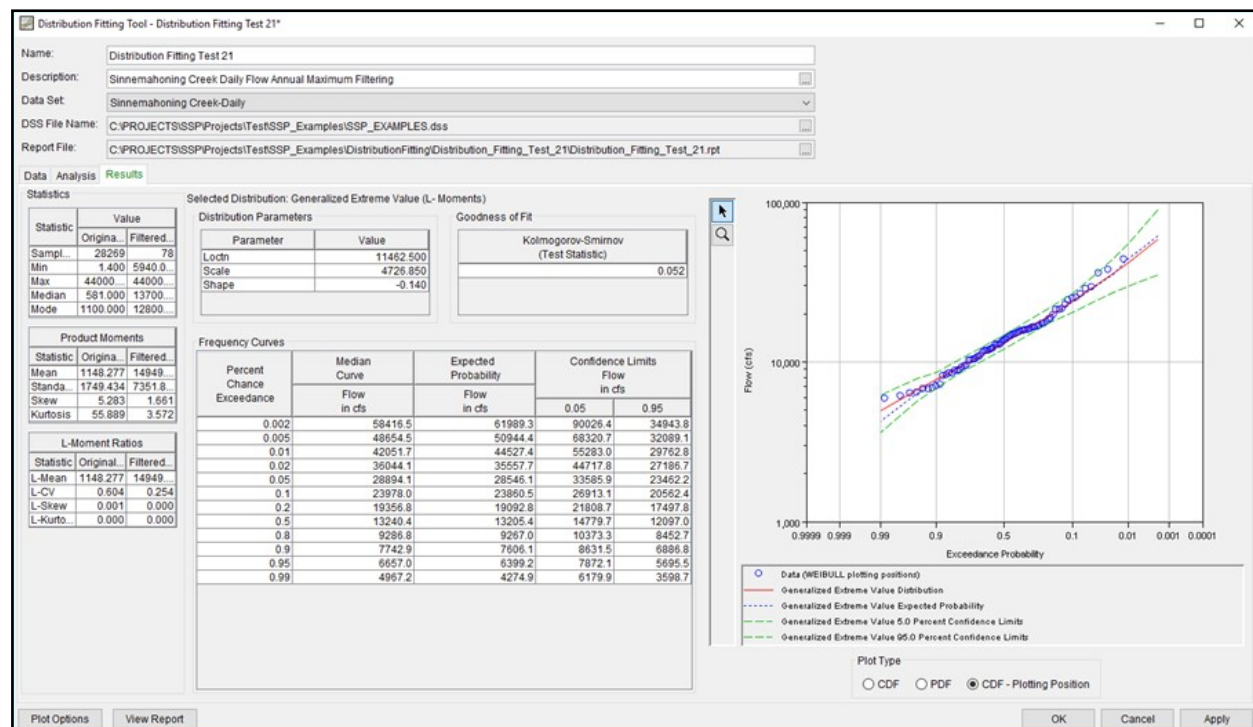 Distribution Fitting Tool - Distribution Fitting Test 21*
Name: Distribution Fitting Test 21
Description: Sinnemahoning Creek Daily Flow Annual Maximum Filtering
Data Set: Sinnemahoning Creek-Daily
DSS File Name: C:\PROJECTS\SSP\Projects\Test\SSP_Examples\SSP_EXAMPLES.dss
Report File: C:\PROJECTS\SSP\Projects\Test\SSP_Examples\DistributionFitting\Distribution_Fitting_Test_21\Distribution_Fitting_Test_21.rpt
Data Analysis Results
Statistics
Statistic Value
Origina... Filtered...
Sampl... 28269 78
Min 1.400 5940.0...
Max 44000.... 44000....
Median 581.000 13700....
Mode 1100.000 12800....
Product Moments
Statistic Origina... Filtered...
Mean 1148.277 14949....
Standa... 1749.434 7351.8...
Skew 5.283 1.661
Kurtosis 55.889 3.572
L-Moment Ratios
Statistic Original... Filtered...
L-Mean 1148.277 14949....
L-CV 0.604 0.254
L-Skew 0.001 0.000
L-Kurto... 0.000 0.000
Selected Distribution: Generalized Extreme Value (L- Moments)
Distribution Parameters
Parameter Value
Loctn 11462.500
Scale 4726.850
Shape -0.140
Goodness of Fit
Kolmogorov-Smirnov
(Test Statistic)
0.052
Frequency Curves
Percent Chance Exceedance
Median Curve
Flow in cfs
Expected Probability
Flow in cfs
Confidence Limits
Flow
in cfs
0.05 0.95
0.002 58416.5 61989.3 90026.4 34943.8
0.005 48654.5 50944.4 68320.7 32089.1
0.01 42051.7 44527.4 55283.0 29762.8
0.02 36044.1 35557.7 44717.8 27186.7
0.05 28894.1 28546.1 33585.9 23462.2
0.1 23978.0 23860.5 26913.1 20562.4
0.2 19356.8 19092.8 21808.7 17497.8
0.5 13240.4 13205.4 14779.7 12097.0
0.8 9286.8 9267.0 10373.3 8452.7
0.9 7742.9 7606.1 8631.5 6886.8
0.95 6657.0 6399.2 7872.1 5695.5
0.99 4967.2 4274.9 6179.9 3598.7
100,000
10,000
1,000
Flow (cfs)
0.9999 0.999 0.99 0.9 0.5 0.1 0.01 0.001 0.0001
Exceedance Probability
Data (WEIBULL plotting positions)
Generalized Extreme Value Distribution
Generalized Extreme Value Expected Probability
Generalized Extreme Value 5.0 Percent Confidence Limits
Generalized Extreme Value 95.0 Percent Confidence Limits
Plot Type
CDF PDF CDF - Plotting Position
Plot Options View Report OK Cancel Apply